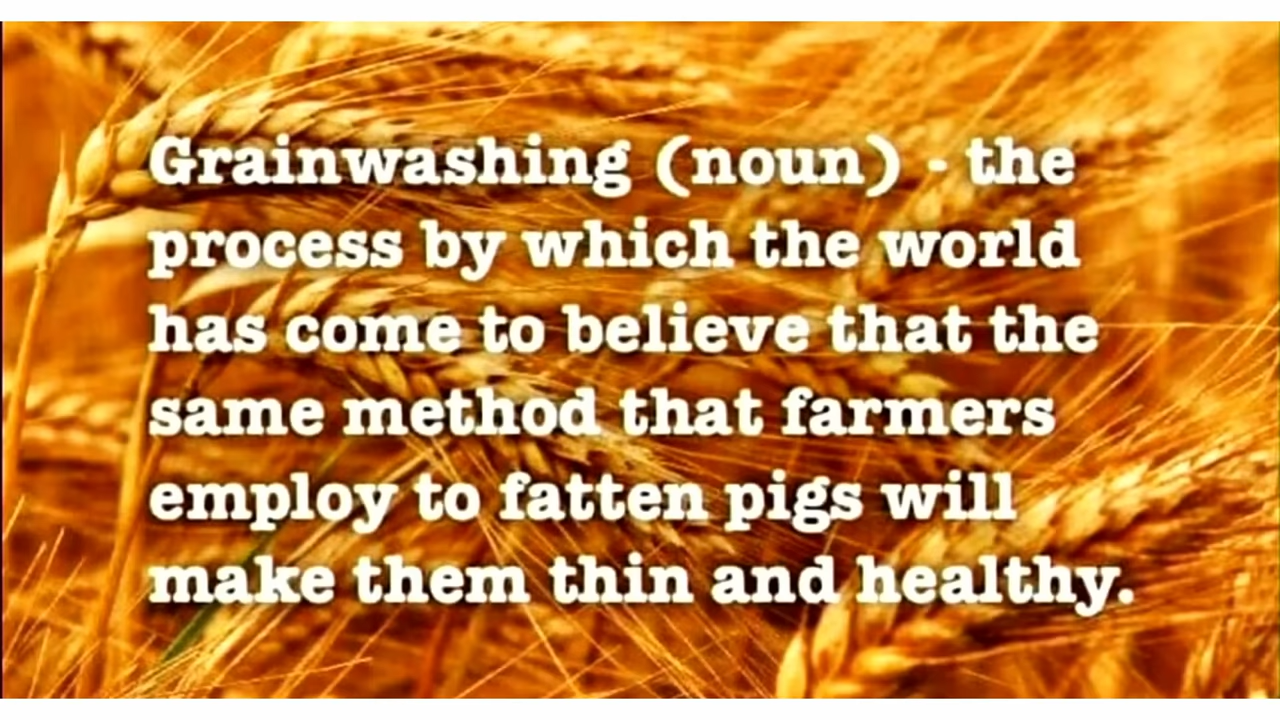 Grainwashing (noun) - the
process by which the world
has come to believe that the
same method that farmers
employ to fatten pigs will
make them thin and healthy.